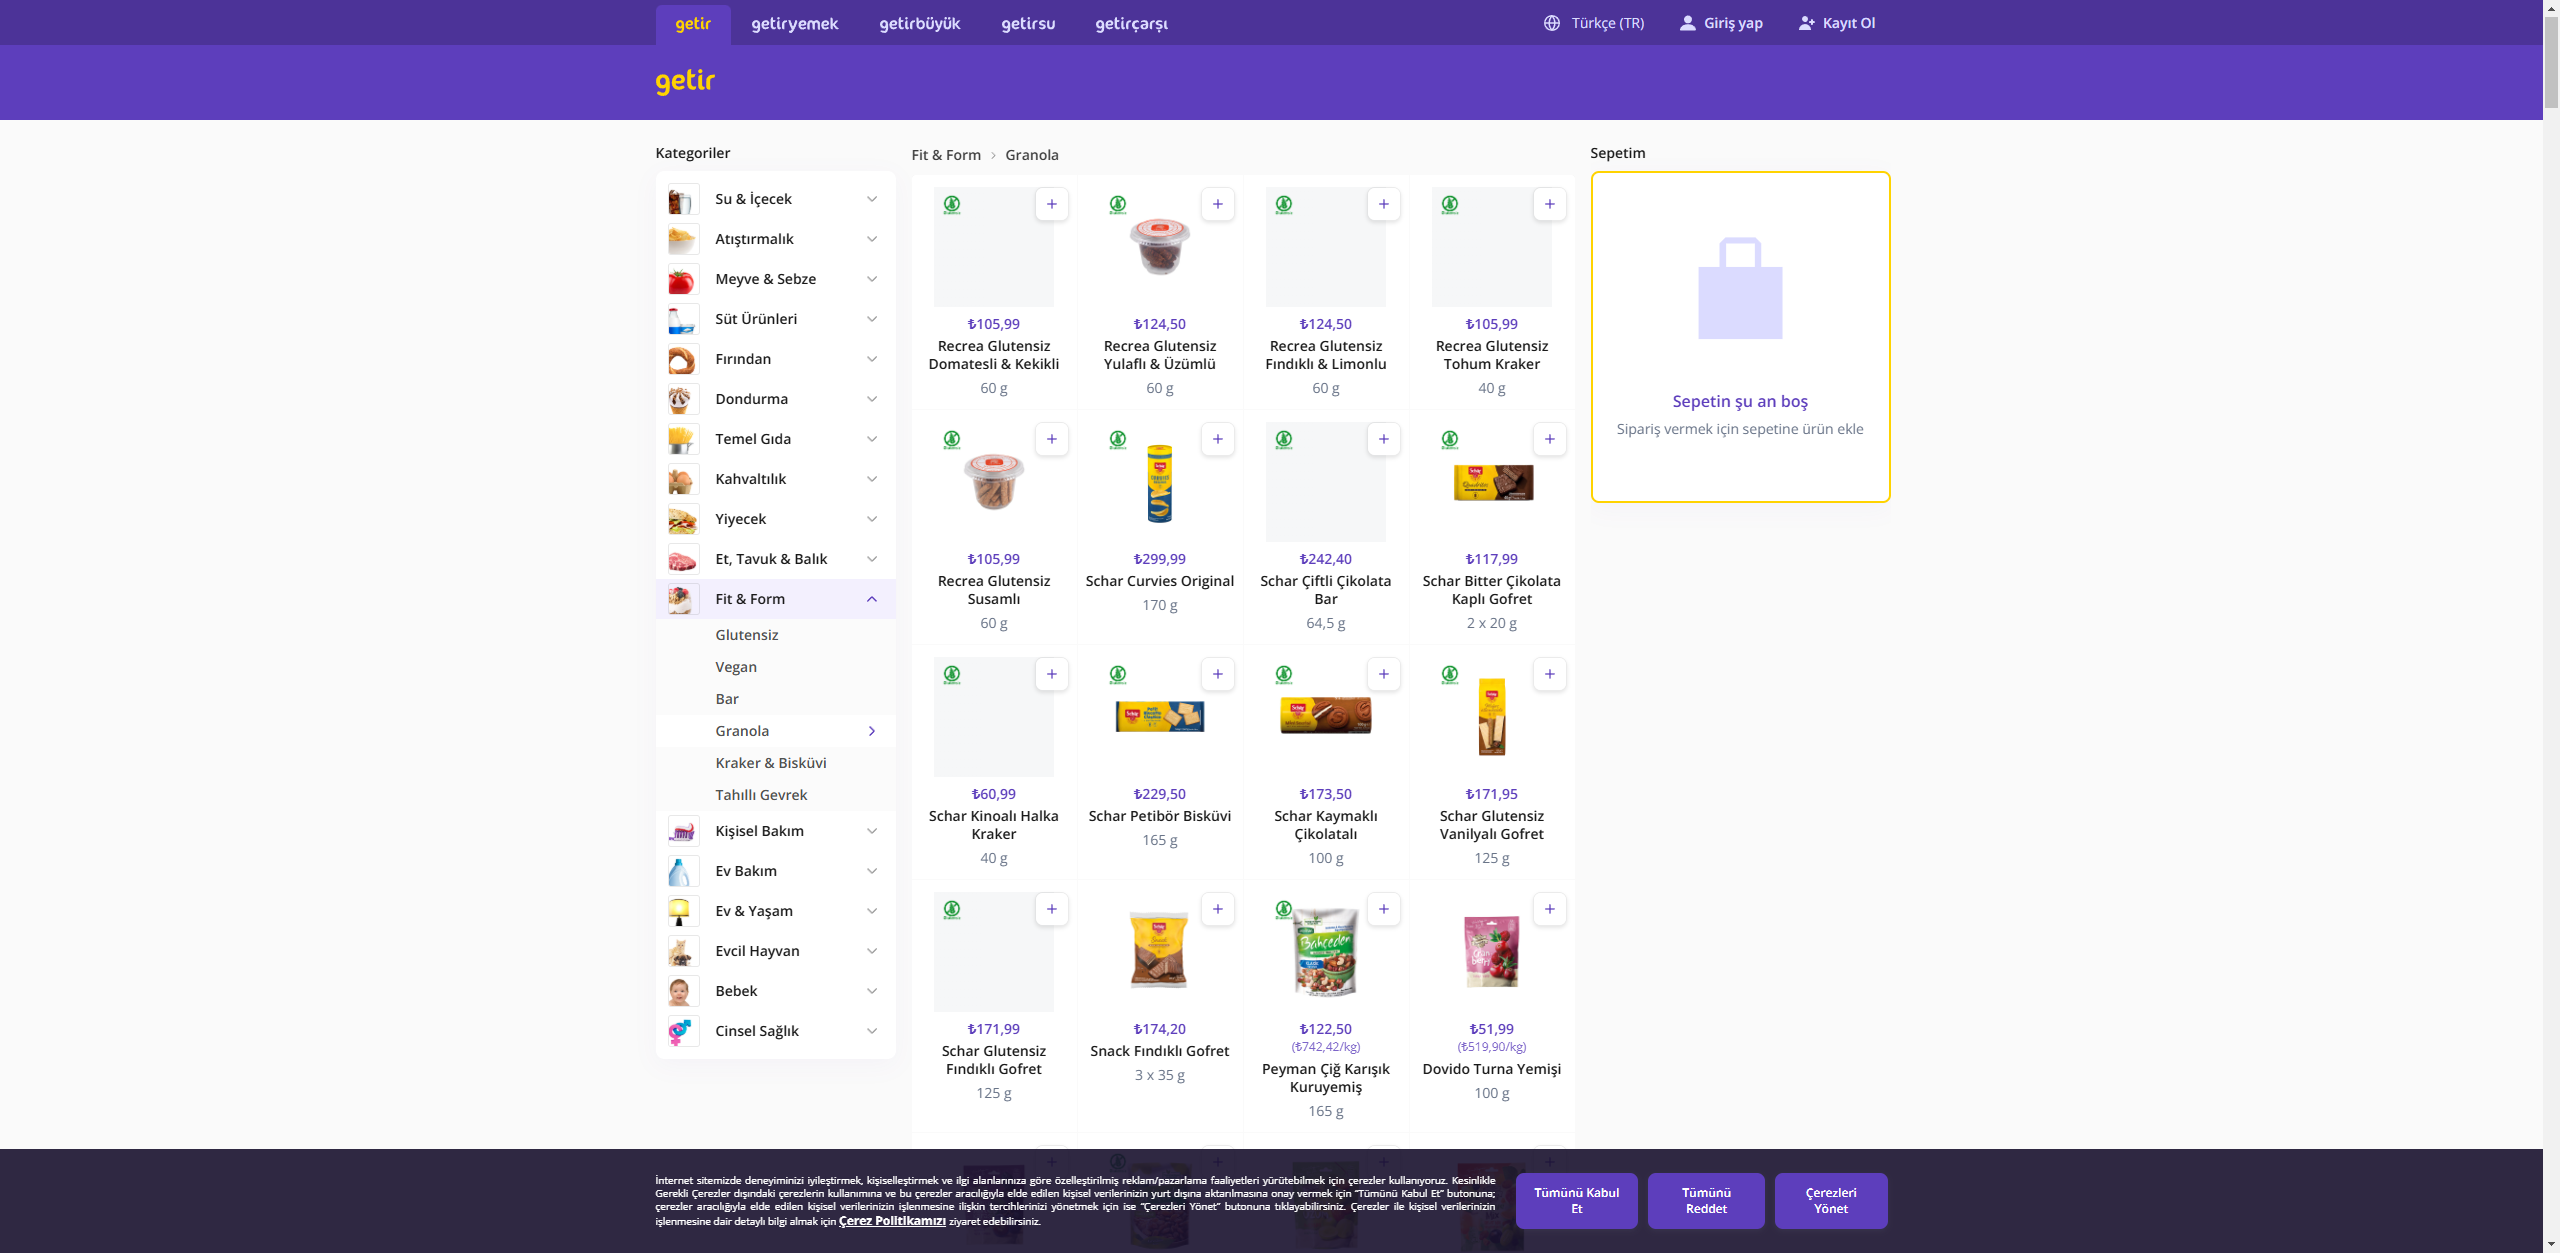 getir
getiryemek
getirbüyük
getirsu
getirçarşı
Türkçe (TR)
Giriş yap
Kayıt Ol
getir
Kategoriler
Su & İçecek
Atıştırmalık
Meyve & Sebze
Süt Ürünleri
Fırından
Dondurma
Temel Gıda
Kahvaltılık
Yiyecek
Et, Tavuk & Balık
Fit & Form
Glutensiz
Vegan
Bar
Granola
Kraker & Bisküvi
Tahıllı Gevrek
Kişisel Bakım
Ev Bakım
Ev & Yaşam
Evcil Hayvan
Bebek
Cinsel Sağlık
Fit & Form > Granola
₺105,99
Recrea Glutensiz
Domatesli & Kekikli
60 g
₺124,50
Recrea Glutensiz
Yulaflı & Üzümlü
60 g
₺124,50
Recrea Glutensiz
Fındıklı & Limonlu
60 g
₺105,99
Recrea Glutensiz
Tohum Kraker
40 g
₺105,99
Recrea Glutensiz
Susamlı
60 g
₺299,99
Schar Curvies Original
170 g
₺242,40
Schar Çiftli Çikolata
Bar
64,5 g
₺117,99
Schar Bitter Çikolata
Kaplı Gofret
2 x 20 g
₺60,99
Schar Kinoalı Halka
Kraker
40 g
₺229,50
Schar Petibör Bisküvi
165 g
₺173,50
Schar Kaymaklı
Çikolatalı
100 g
₺171,95
Schar Glutensiz
Vanilyalı Gofret
125 g
₺171,99
Schar Glutensiz
Fındıklı Gofret
125 g
₺174,20
Snack Fındıklı Gofret
3 x 35 g
Bahçeden
₺122,50
(₺742,42/kg)
Peyman Çiğ Karışık
Kuruyemiş
165 g
₺51,99
(₺519,90/kg)
Dovido Turna Yemişi
100 g
Sepetim
Sepetin şu an boş
Sipariş vermek için sepetine ürün ekle
İnternet sitemizde deneyiminizi iyileştirmek, kişiselleştirmek ve ilgi alanlarınıza göre özelleştirilmiş reklam/pazarlama faaliyetleri yürütebilmek için çerezler kullanıyoruz. Kesinlikle
Gerekli Çerezler dışındaki çerezlerin kullanımına ve bu çerezler aracılığıyla elde edilen kişisel verilerinizin yurt dışına aktarılmasına onay vermek için "Tümünü Kabul Et" butonuna;
çerezler aracılığıyla elde edilen kişisel verilerinizin işlenmesine ilişkin tercihlerinizi yönetmek için ise "Çerezleri Yönet" butonuna tıklayabilirsiniz. Çerezler ile kişisel verilerinizin
işlenmesine dair detaylı bilgi almak için Çerez Politikamızı ziyaret edebilirsiniz.
Tümünü Kabul
Et
Tümünü
Reddet
Çerezleri
Yönet